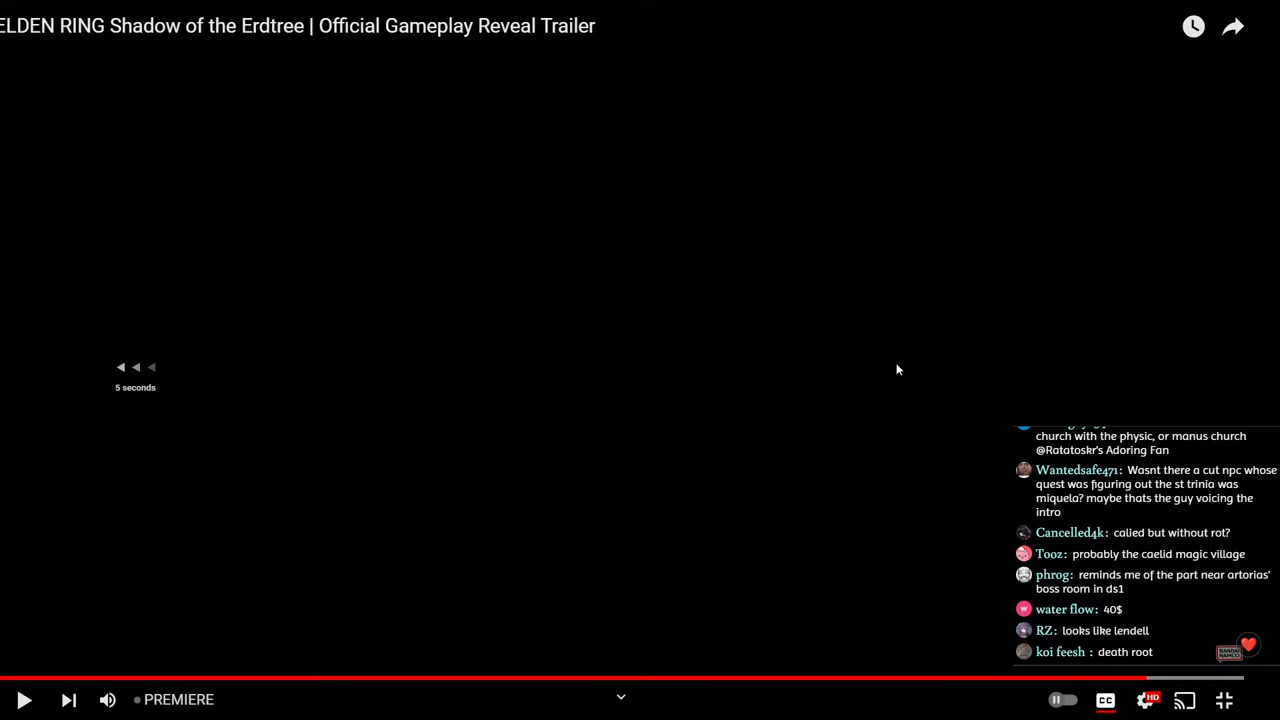 ELDEN RING Shadow of the Erdtree | Official Gameplay Reveal Trailer
5 seconds
church with the physic, or manus church
@Ratatoskr's Adoring Fan
Wantedsafe471: Wasnt there a cut npc whose
quest was figuring out the st trinia was
miquela? maybe thats the guy voicing the
intro
Cancelled4k: calied but without rot?
Tooz: probably the caelid magic village
phrog: reminds me of the part near artorias'
boss room in ds1
W water flow: 40$
RZ: looks like lendell
koi feesh : death root
BANDAI
NAMCO
PREMIERE
CC
HD